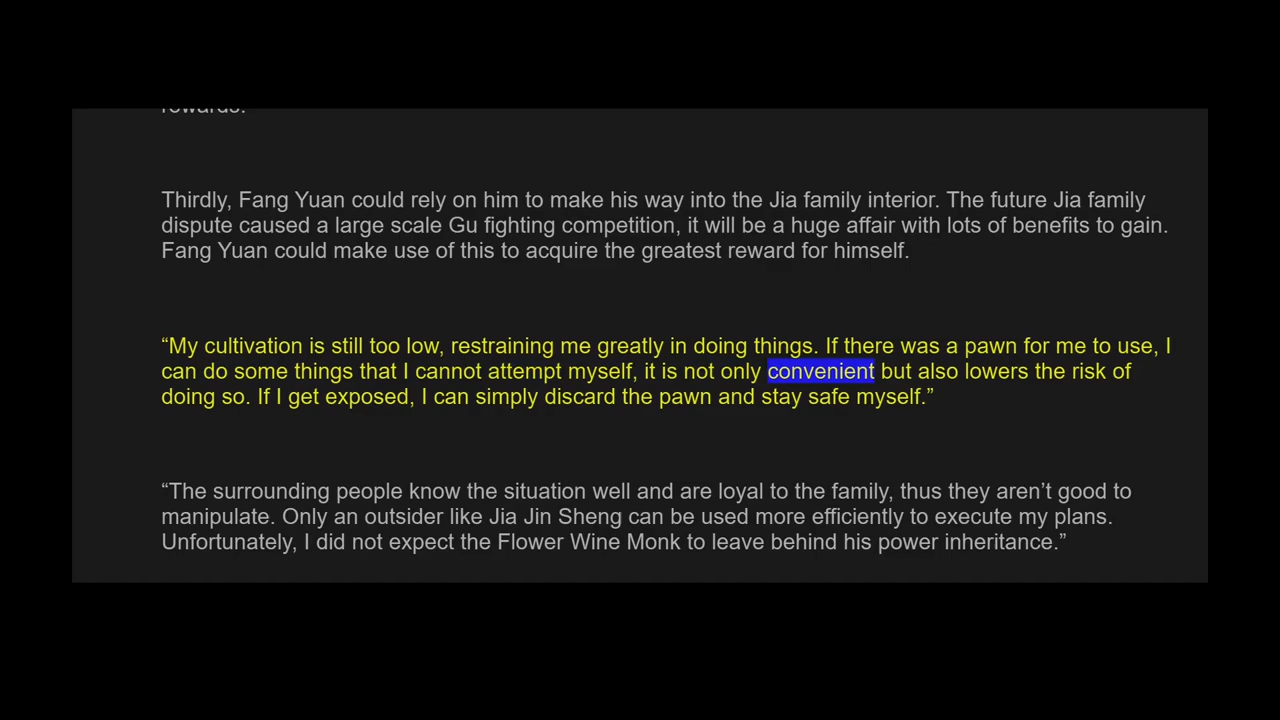 rewards.
Thirdly, Fang Yuan could rely on him to make his way into the Jia family interior. The future Jia family
dispute caused a large scale Gu fighting competition, it will be a huge affair with lots of benefits to gain.
Fang Yuan could make use of this to acquire the greatest reward for himself.
“My cultivation is still too low, restraining me greatly in doing things. If there was a pawn for me to use, I
can do some things that I cannot attempt myself, it is not only convenient but also lowers the risk of
doing so. If I get exposed, I can simply discard the pawn and stay safe myself.”
“The surrounding people know the situation well and are loyal to the family, thus they aren’t good to
manipulate. Only an outsider like Jia Jin Sheng can be used more efficiently to execute my plans.
Unfortunately, I did not expect the Flower Wine Monk to leave behind his power inheritance.”